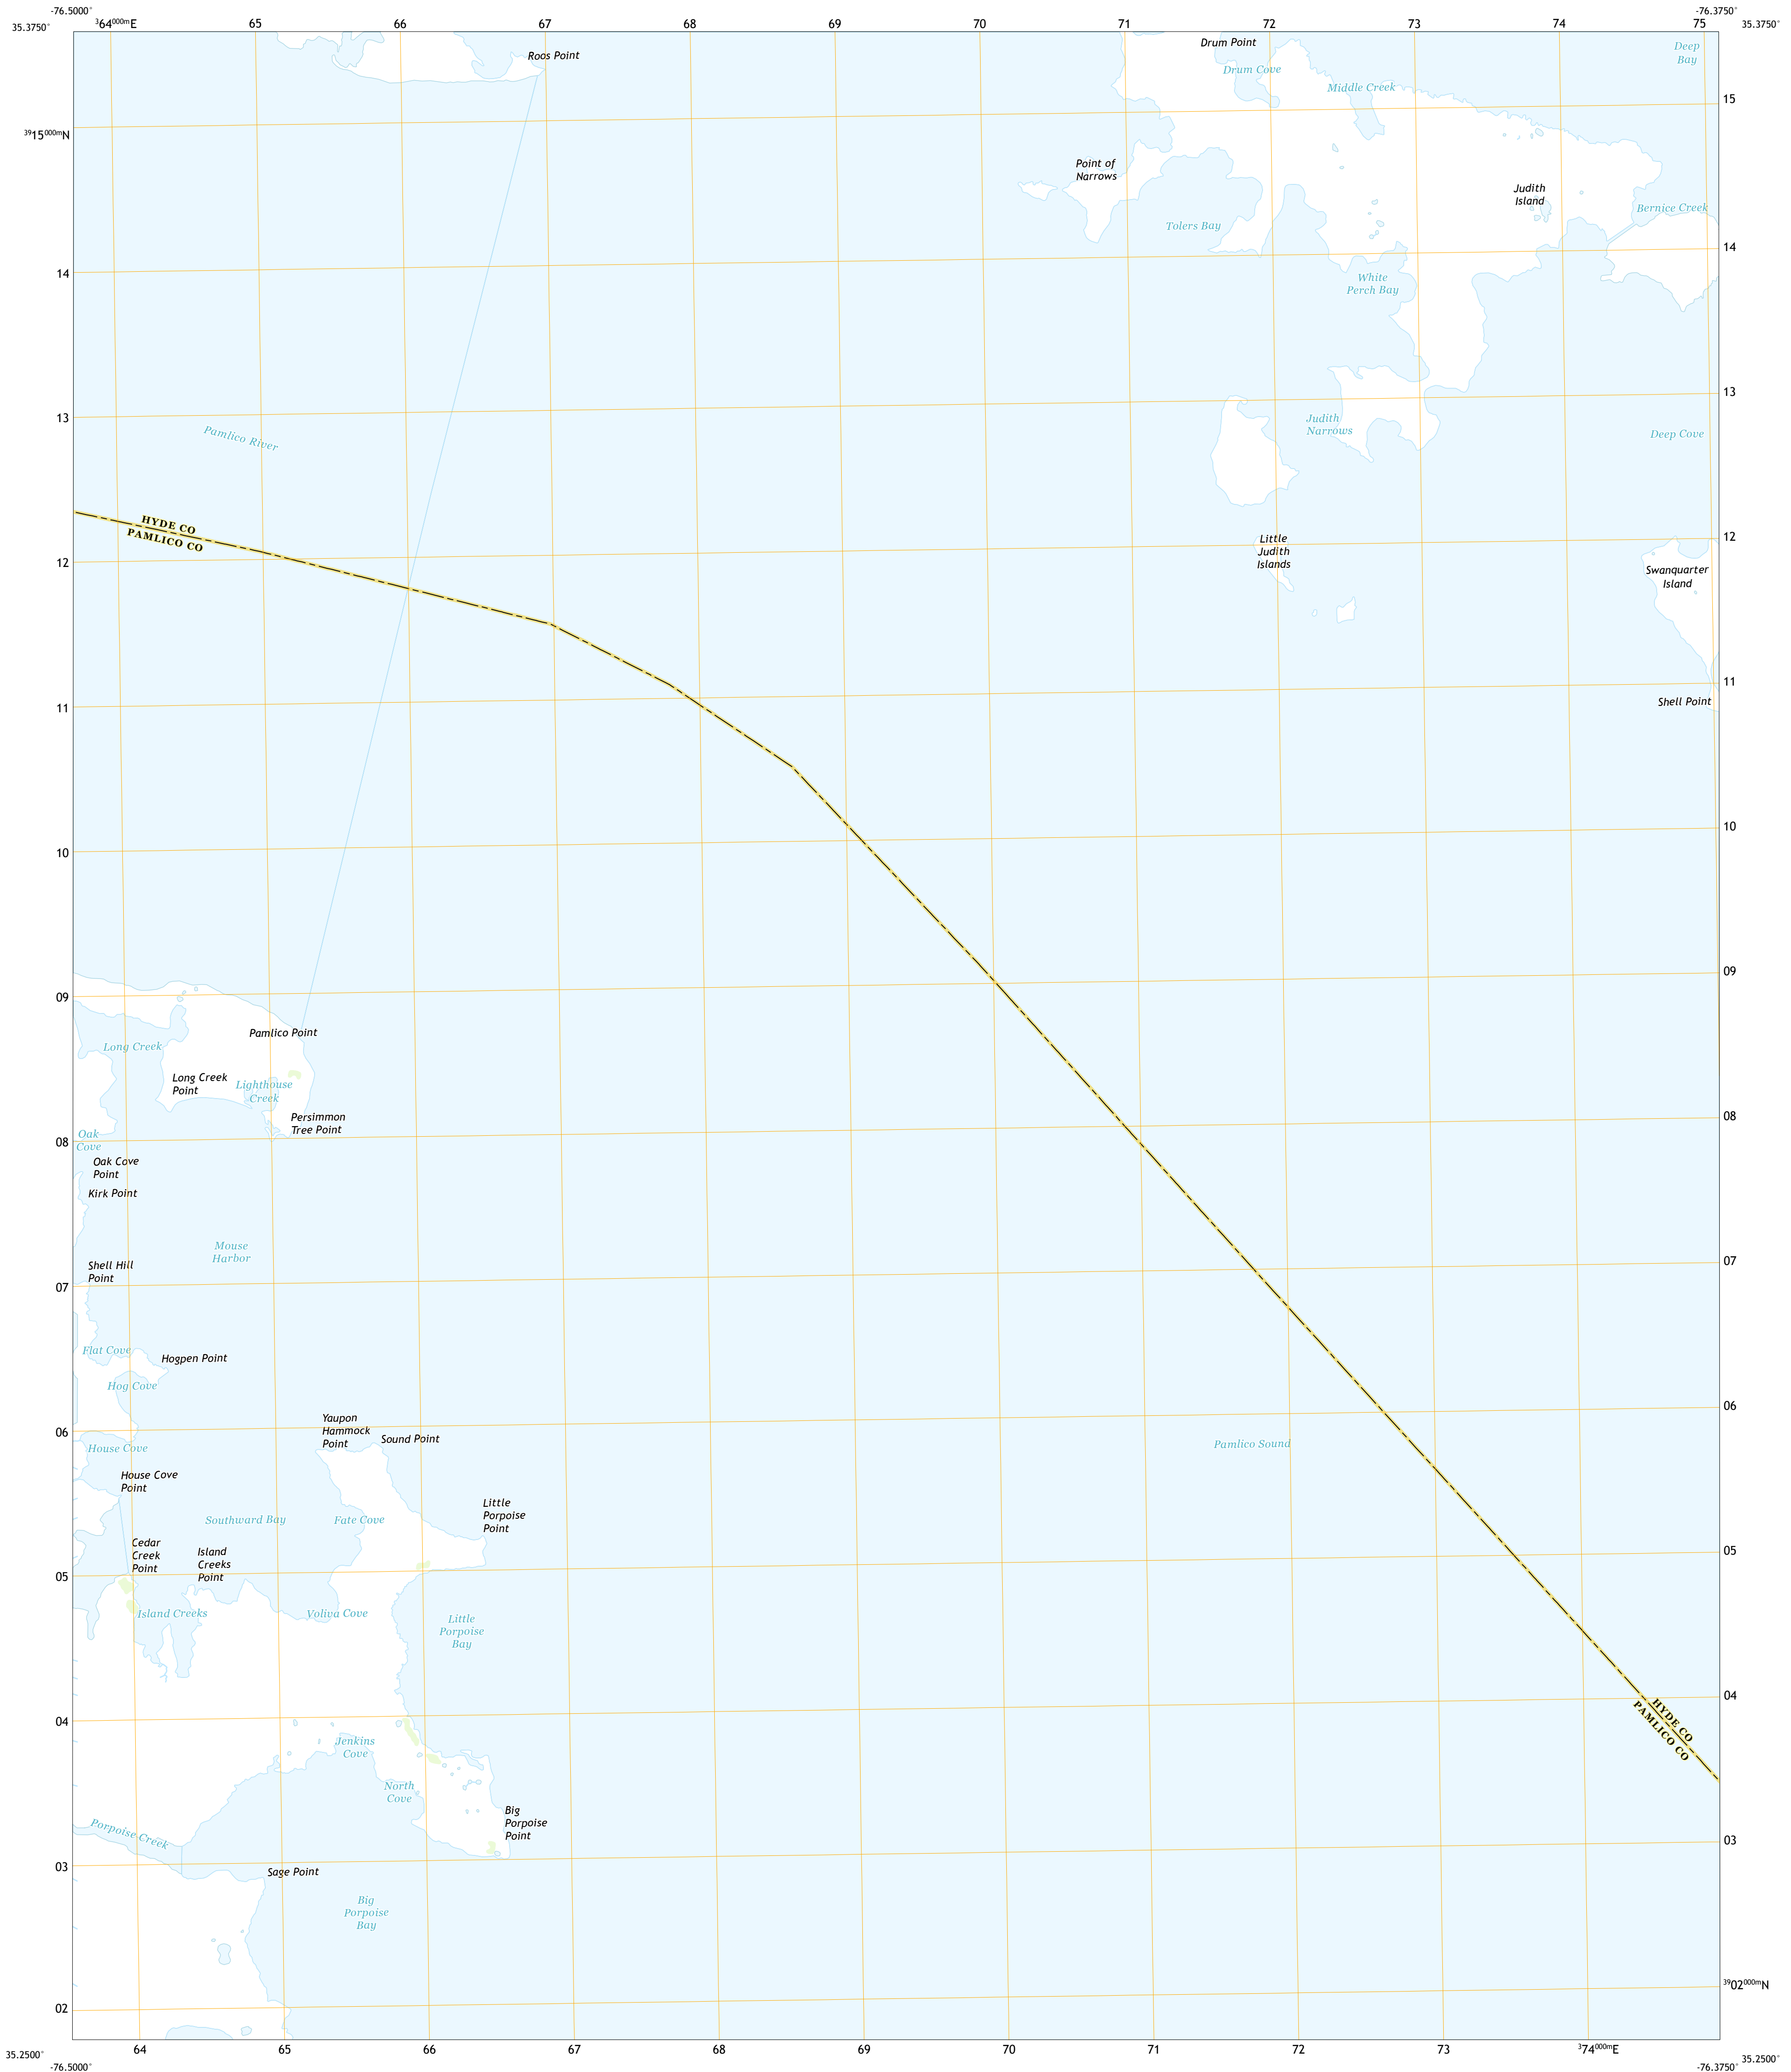 -76.5000°
-76.3750°
35.3750°
³64⁰⁰⁰ᵐE
65
66
67
68
69
70
71
72
73
74
75
35.3750°
Roos Point
Drum Point
Deep
Bay
Drum Cove
Middle Creek
15
³⁹15⁰⁰⁰ᵐN
Point of
Narrows
Judith
Island
Bernice Creek
Tolers Bay
14
14
White
Perch Bay
13
13
Pamlico River
Judith
Narrows
Deep Cove
HYDE CO
PAMLICO CO
12
12
Little
Judith
Islands
Swanquarter
Island
11
11
Shell Point
10
10
09
09
Pamlico Point
Long Creek
Long Creek
Point
Lighthouse
Creek
Persimmon
Tree Point
08
08
Oak
Cove
Oak Cove
Point
Kirk Point
Mouse
Harbor
Shell Hill
Point
07
07
Flat Cove
Hogpen Point
Hog Cove
06
06
Yaupon
Hammock
Point
Sound Point
House Cove
Pamlico Sound
House Cove
Point
Little
Porpoise
Point
Southward Bay
Fate Cove
Cedar
Creek
Point
Island
Creeks
Point
05
05
Island Creeks
Voliva Cove
Little
Porpoise
Bay
04
04
HYDE CO
PAMLICO CO
Jenkins
Cove
North
Cove
Big
Porpoise
Point
Porpoise Creek
03
03
Sage Point
Big
Porpoise
Bay
02
³⁹02⁰⁰⁰ᵐN
35.2500°
64
65
66
67
68
69
70
71
72
73
³74⁰⁰⁰ᵐE
35.2500°
-76.5000°
-76.3750°